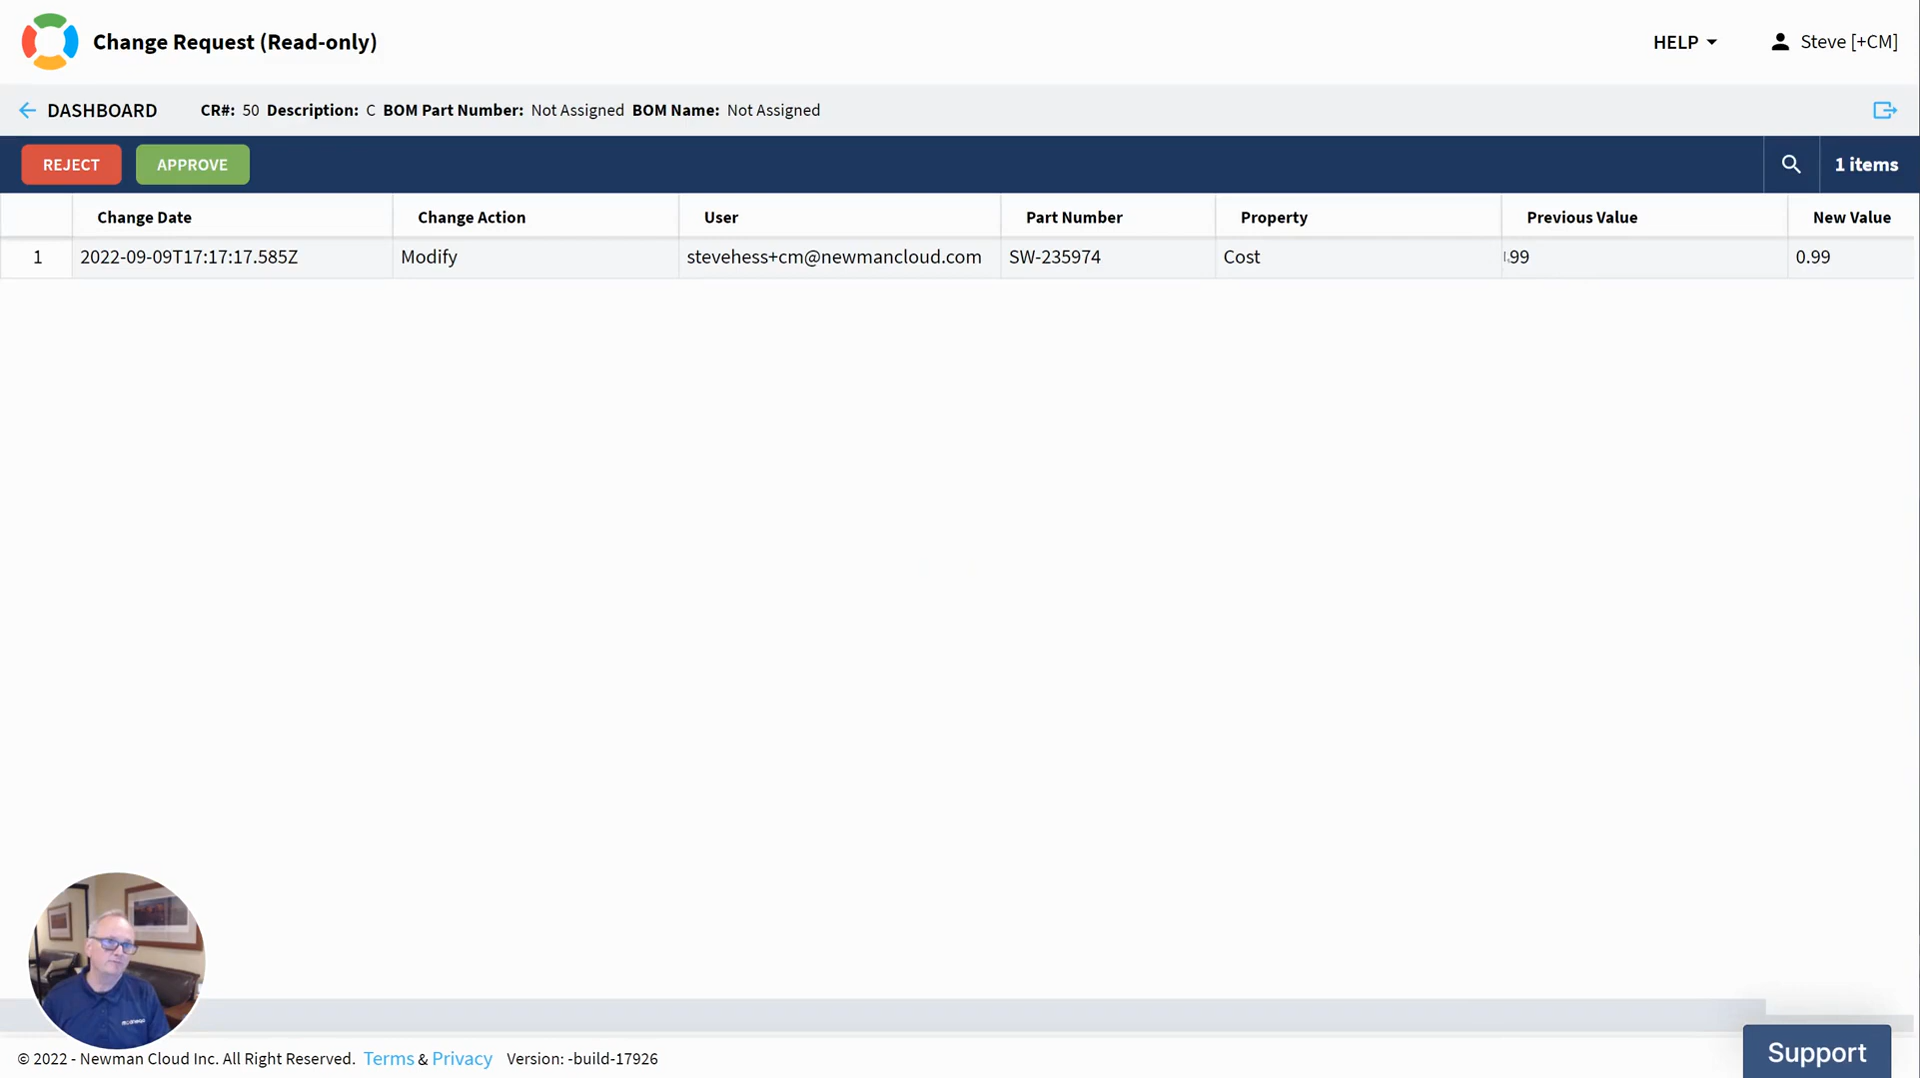 Change Request (Read-only)
HELP
Steve [+CM]
DASHBOARD
CR#: 50 Description: C BOM Part Number: Not Assigned BOM Name: Not Assigned
REJECT
APPROVE
1 items
Change Date
Change Action
User
Part Number
Property
Previous Value
New Value
1
2022-09-09T17:17:17.585Z
Modify
stevehess+cm@newmancloud.com
SW-235974
Cost
0.99
© 2022 - Newman Cloud Inc. All Right Reserved. Terms & Privacy Version: -build-17926
Support